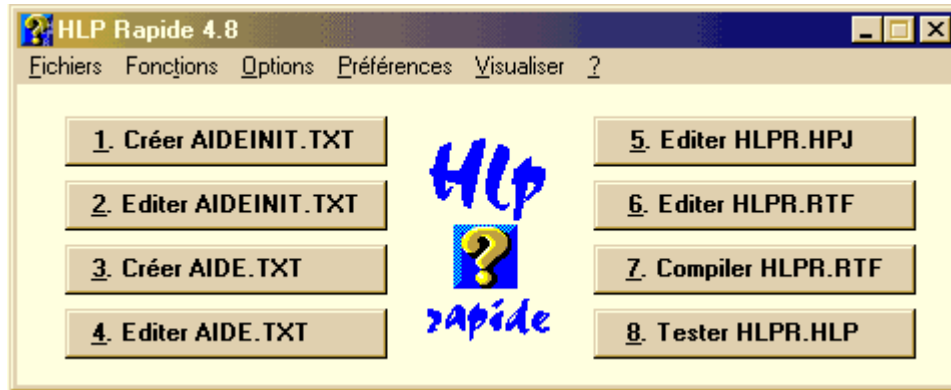 HLP Rapide 4.8
Fichiers Fonctions Options Préférences Visualiser ?
1. Créer AIDEINIT.TXT
2. Editer AIDEINIT.TXT
3. Créer AIDE.TXT
4. Editer AIDE.TXT
Hlp
?
rapide
5. Editer HLPR.HPJ
6. Editer HLPR.RTF
7. Compiler HLPR.RTF
8. Tester HLPR.HLP